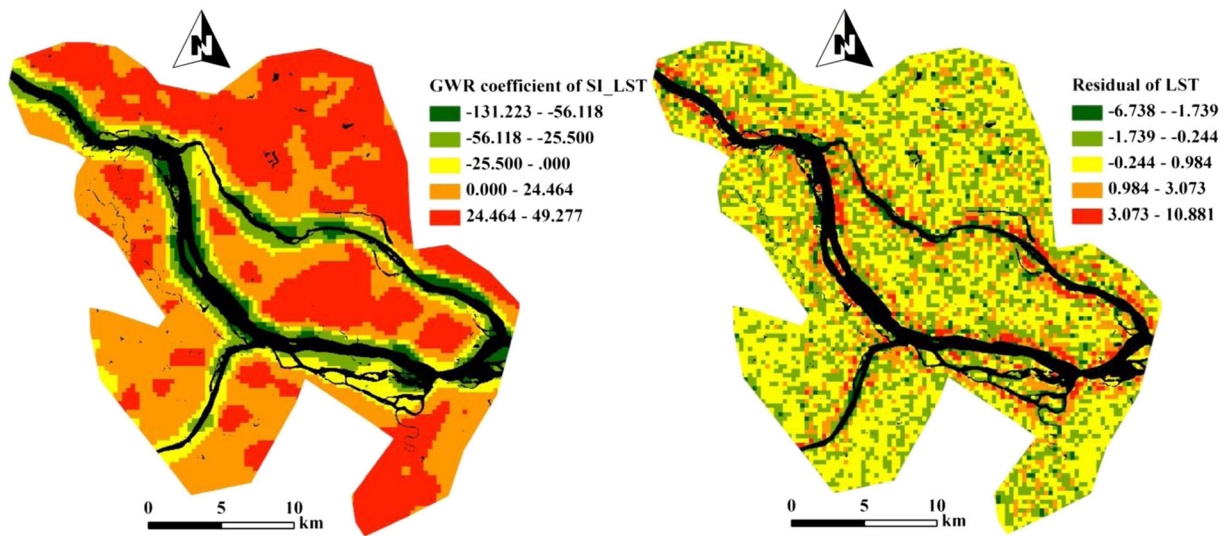 N
GWR coefficient of SI_LST
-131.223 - -56.118
-56.118 - -25.500
-25.500 - .000
0.000 - 24.464
24.464 - 49.277
0 5 10
km
N
Residual of LST
-6.738 - -1.739
-1.739 - -0.244
-0.244 - 0.984
0.984 - 3.073
3.073 - 10.881
0 5 10
km